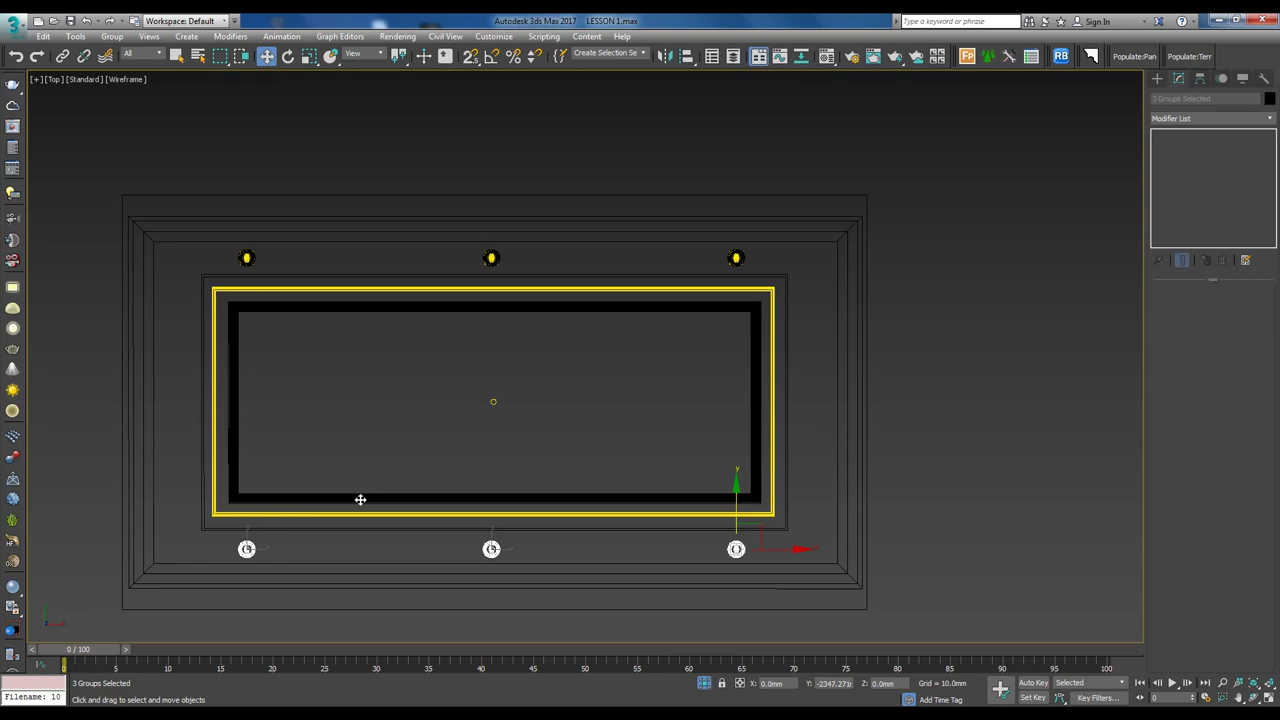 Workspace: Default
Autodesk 3ds Max 2017 LESSON 1.max
Type a keyword or phrase
Sign In
Edit Tools Group Create Modifiers Animation Graph Editors Rendering Civil View Customize Scripting Content Help
All
View
Create Selection Se
Populate:Pan
Populate:Terr
[+] [Top] [Standard] [Wireframe]
3 Groups Selected
Modifier List
0 / 100
0 5 10 15 20 25 30 35 40 45 50 55 60 65 70 75 80 85 90 95 100
Filename: 10
3 Groups Selected
Click and drag to select and move objects
X: 0.0mm
Y: -2347.271
Z: 0.0mm
Grid = 10.0mm
Add Time Tag
Auto Key
Selected
Set Key
Key Filters...
0